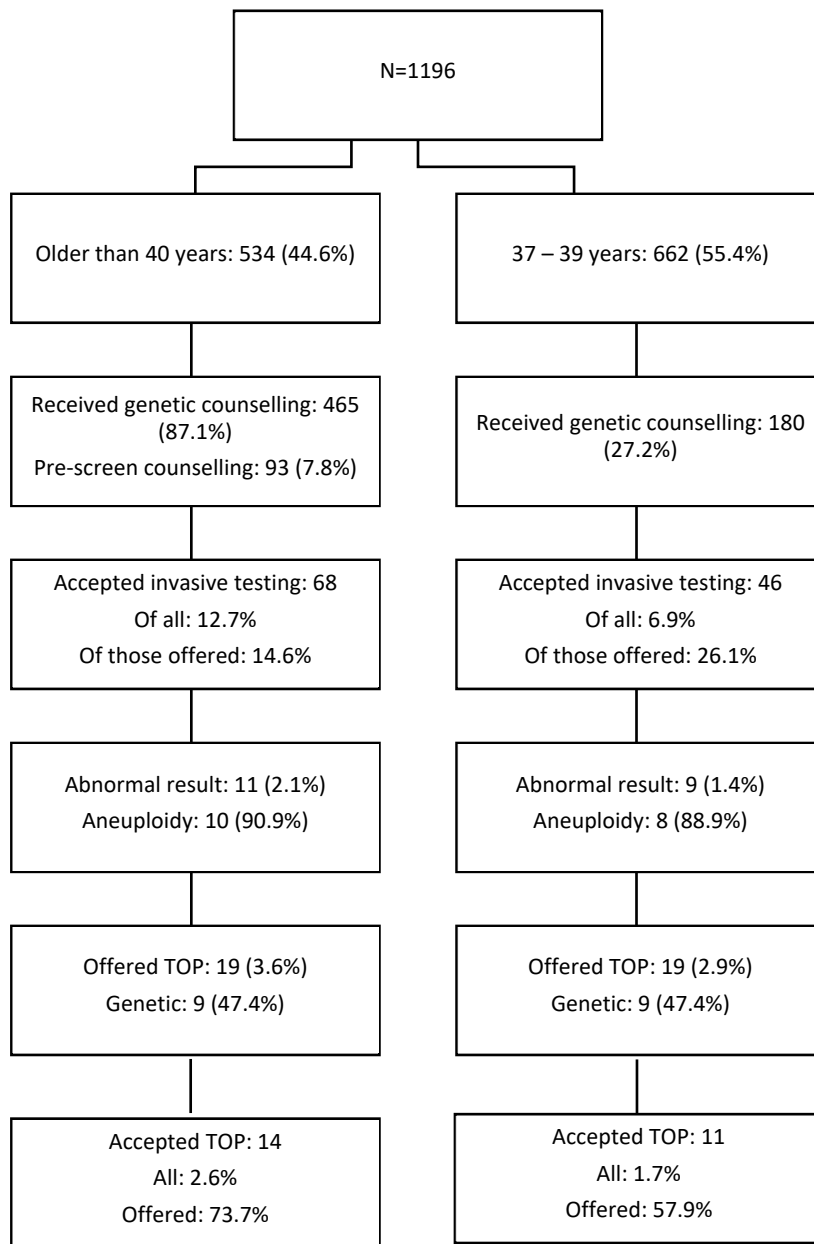 N=1196
Older than 40 years: 534 (44.6%)
37 – 39 years: 662 (55.4%)
Received genetic counselling: 465
(87.1%)
Pre-screen counselling: 93 (7.8%)
Received genetic counselling: 180
(27.2%)
Accepted invasive testing: 68
Of all: 12.7%
Of those offered: 14.6%
Accepted invasive testing: 46
Of all: 6.9%
Of those offered: 26.1%
Abnormal result: 11 (2.1%)
Aneuploidy: 10 (90.9%)
Abnormal result: 9 (1.4%)
Aneuploidy: 8 (88.9%)
Offered TOP: 19 (3.6%)
Genetic: 9 (47.4%)
Offered TOP: 19 (2.9%)
Genetic: 9 (47.4%)
Accepted TOP: 14
All: 2.6%
Offered: 73.7%
Accepted TOP: 11
All: 1.7%
Offered: 57.9%